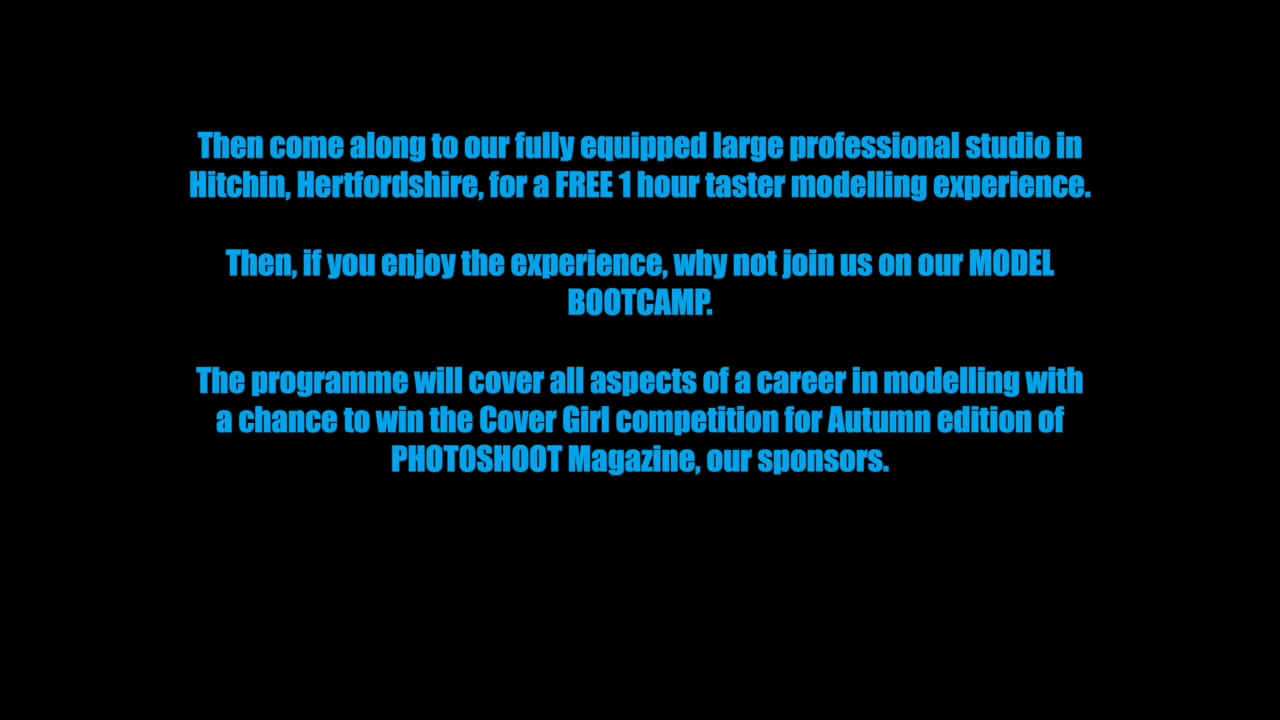 Then come along to our fully equipped large professional studio in
Hitchin, Hertfordshire, for a FREE 1 hour taster modelling experience.
Then, if you enjoy the experience, why not join us on our MODEL
BOOTCAMP.
The programme will cover all aspects of a career in modelling with
a chance to win the Cover Girl competition for Autumn edition of
PHOTOSHOOT Magazine, our sponsors.